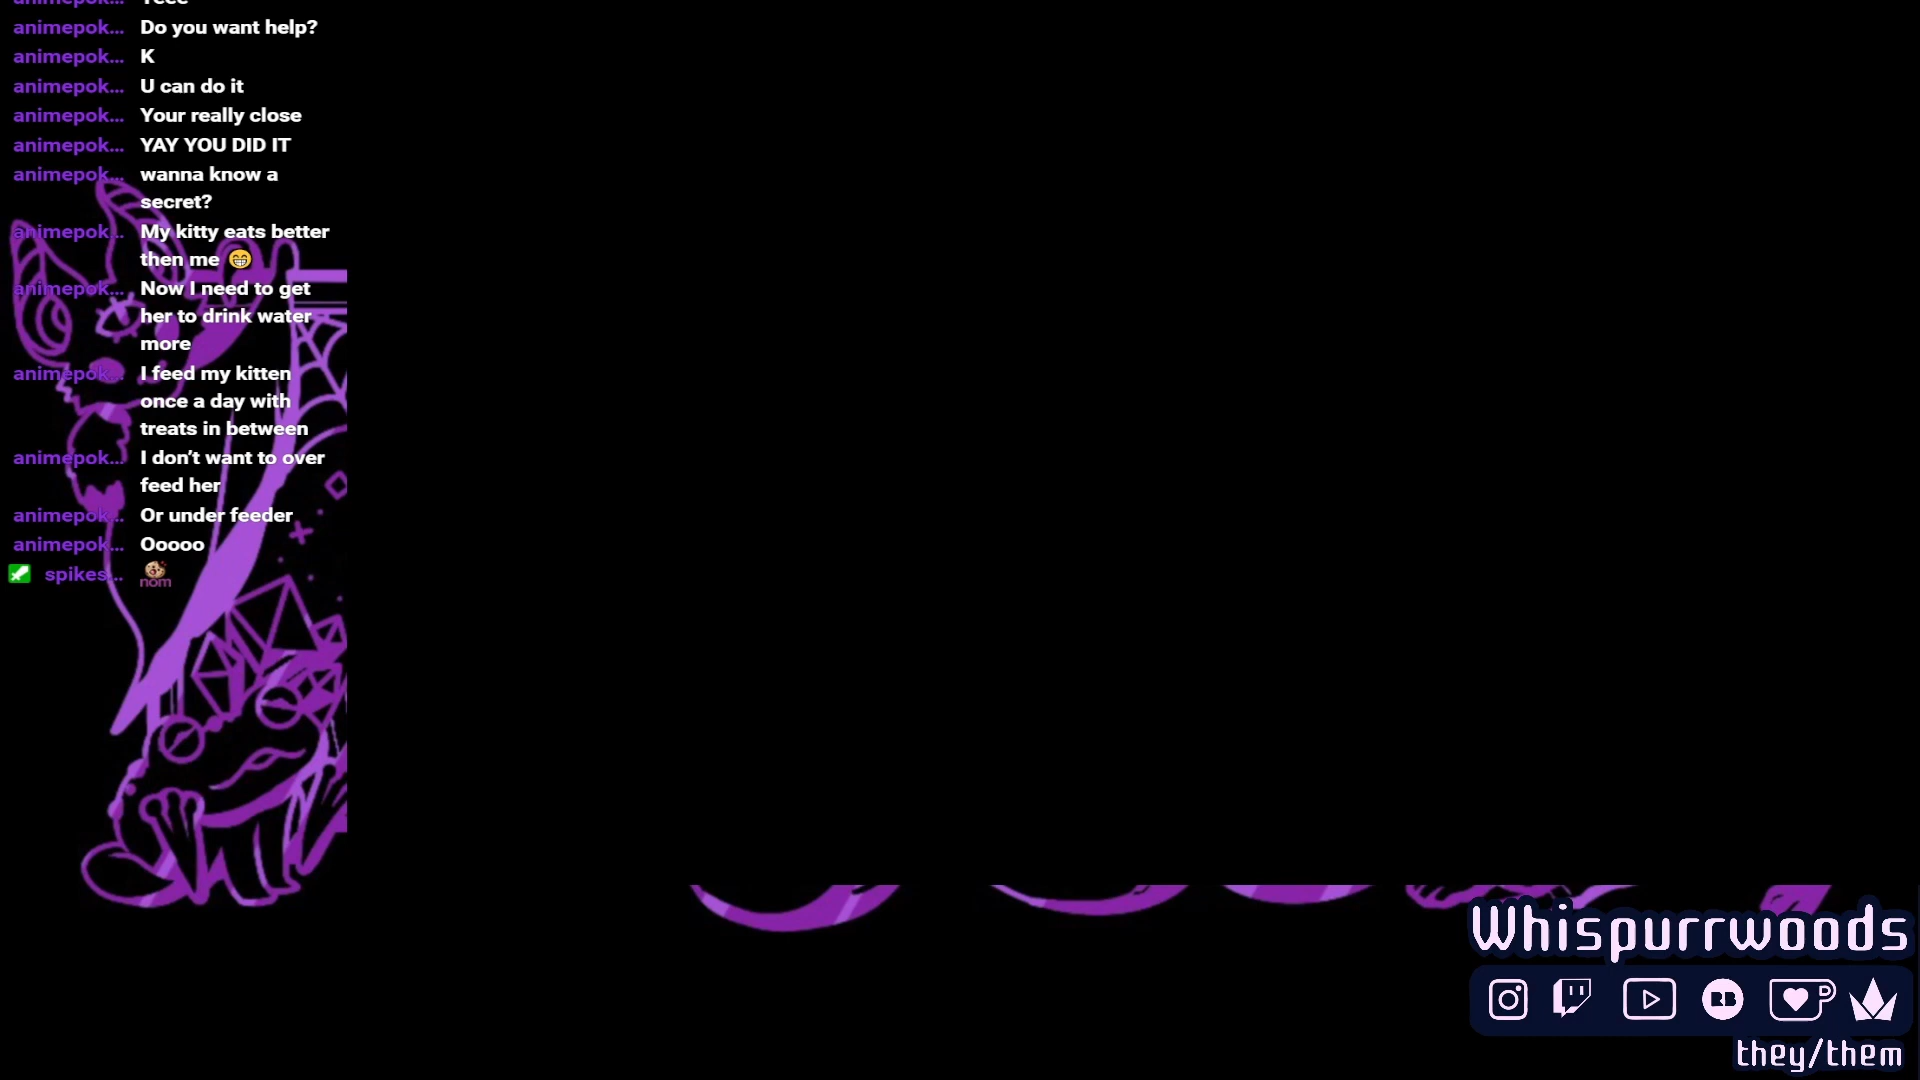 animepok... Yeee
animepok... Do you want help?
animepok... K
animepok... U can do it
animepok... Your really close
animepok... YAY YOU DID IT
animepok... wanna know a
secret?
animepok... My kitty eats better
then me 😁
animepok... Now I need to get
her to drink water
more
animepok... I feed my kitten
once a day with
treats in between
animepok... I don’t want to over
feed her
animepok... Or under feeder
animepok... Ooooo
spikes... nom
Whispurrwoods
RB
they/them